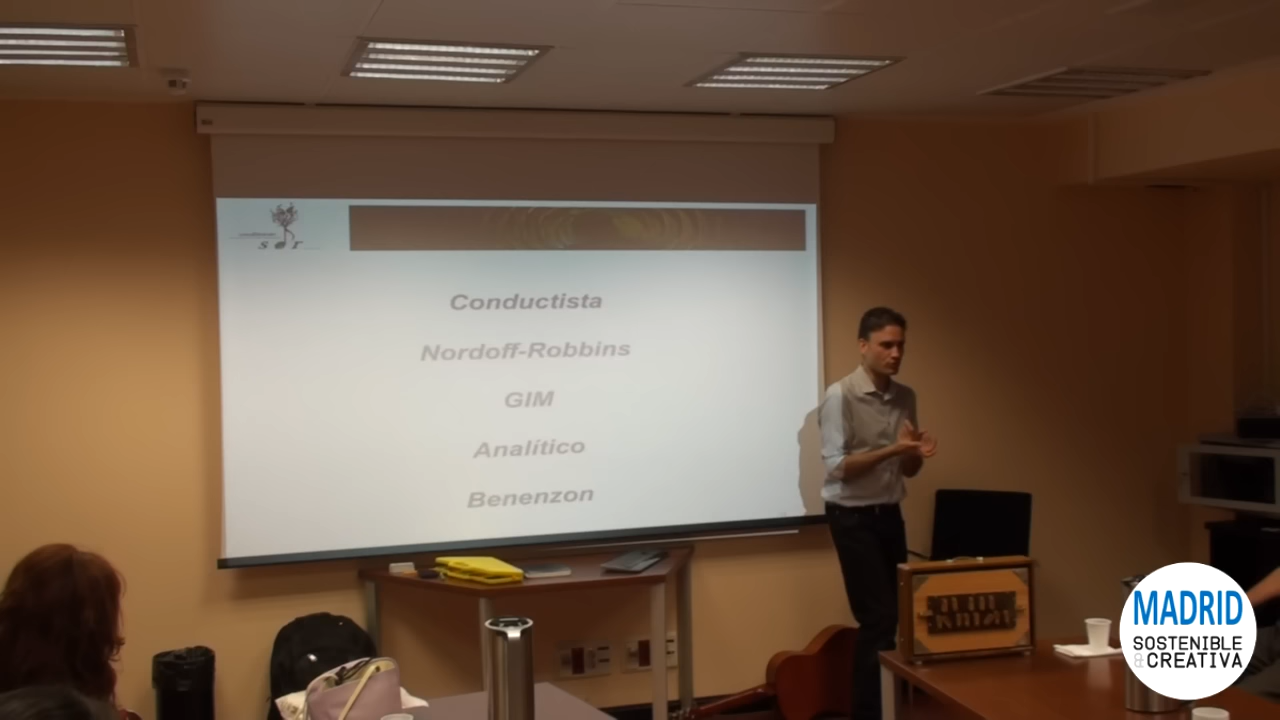 s r
Conductista
Nordoff-Robbins
GIM
Analítico
Benenzon
MADRID
SOSTENIBLE
& CREATIVA